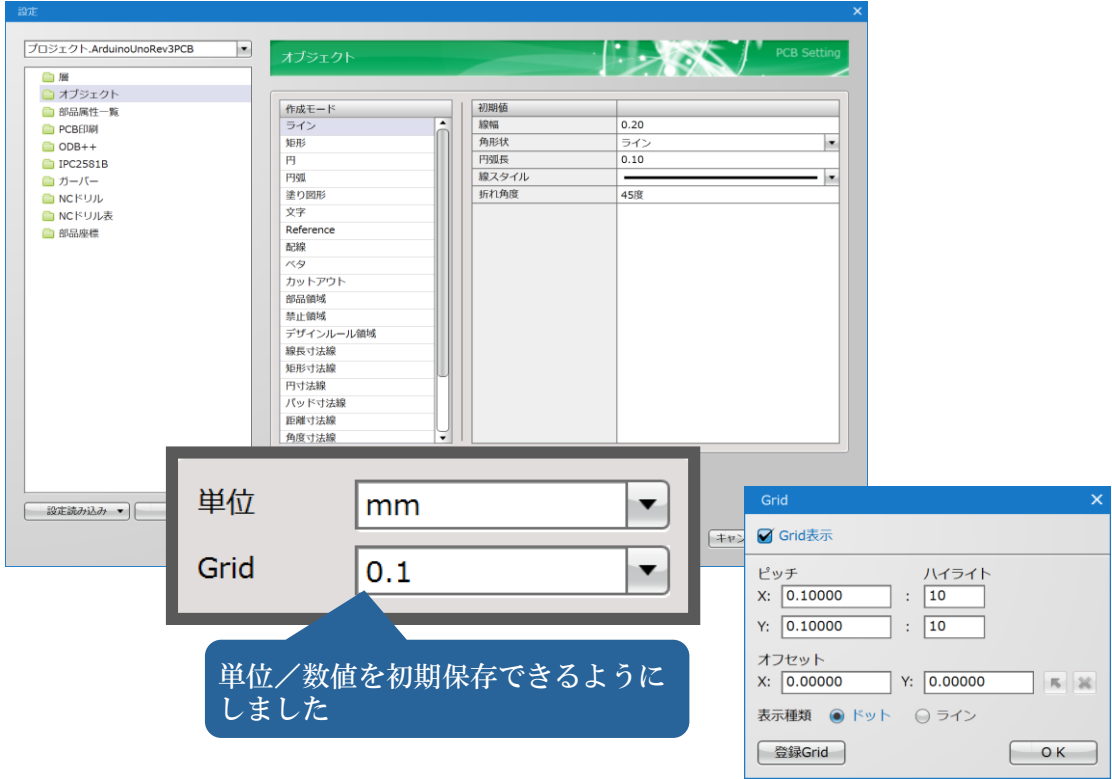 設定
プロジェクト.ArduinoUnoRev3PCB
層
オブジェクト
部品属性一覧
PCB印刷
ODB++
IPC2581B
ガーバー
NCドリル
NCドリル表
部品座標
設定読み込み
オブジェクト
PCB Setting
作成モード
ライン
矩形
円
円弧
塗り図形
文字
Reference
配線
ベタ
カットアウト
部品領域
禁止領域
デザインルール領域
線長寸法線
矩形寸法線
円寸法線
パッド寸法線
距離寸法線
角度寸法線
初期値
線幅 0.20
角形状 ライン
円弧長 0.10
線スタイル
折れ角度 45度
単位 mm
Grid 0.1
単位／数値を初期保存できるように
しました
Grid
Grid表示
ピッチ ハイライト
X: 0.10000 : 10
Y: 0.10000 : 10
オフセット
X: 0.00000 Y: 0.00000
表示種類 ドット ライン
登録Grid OK